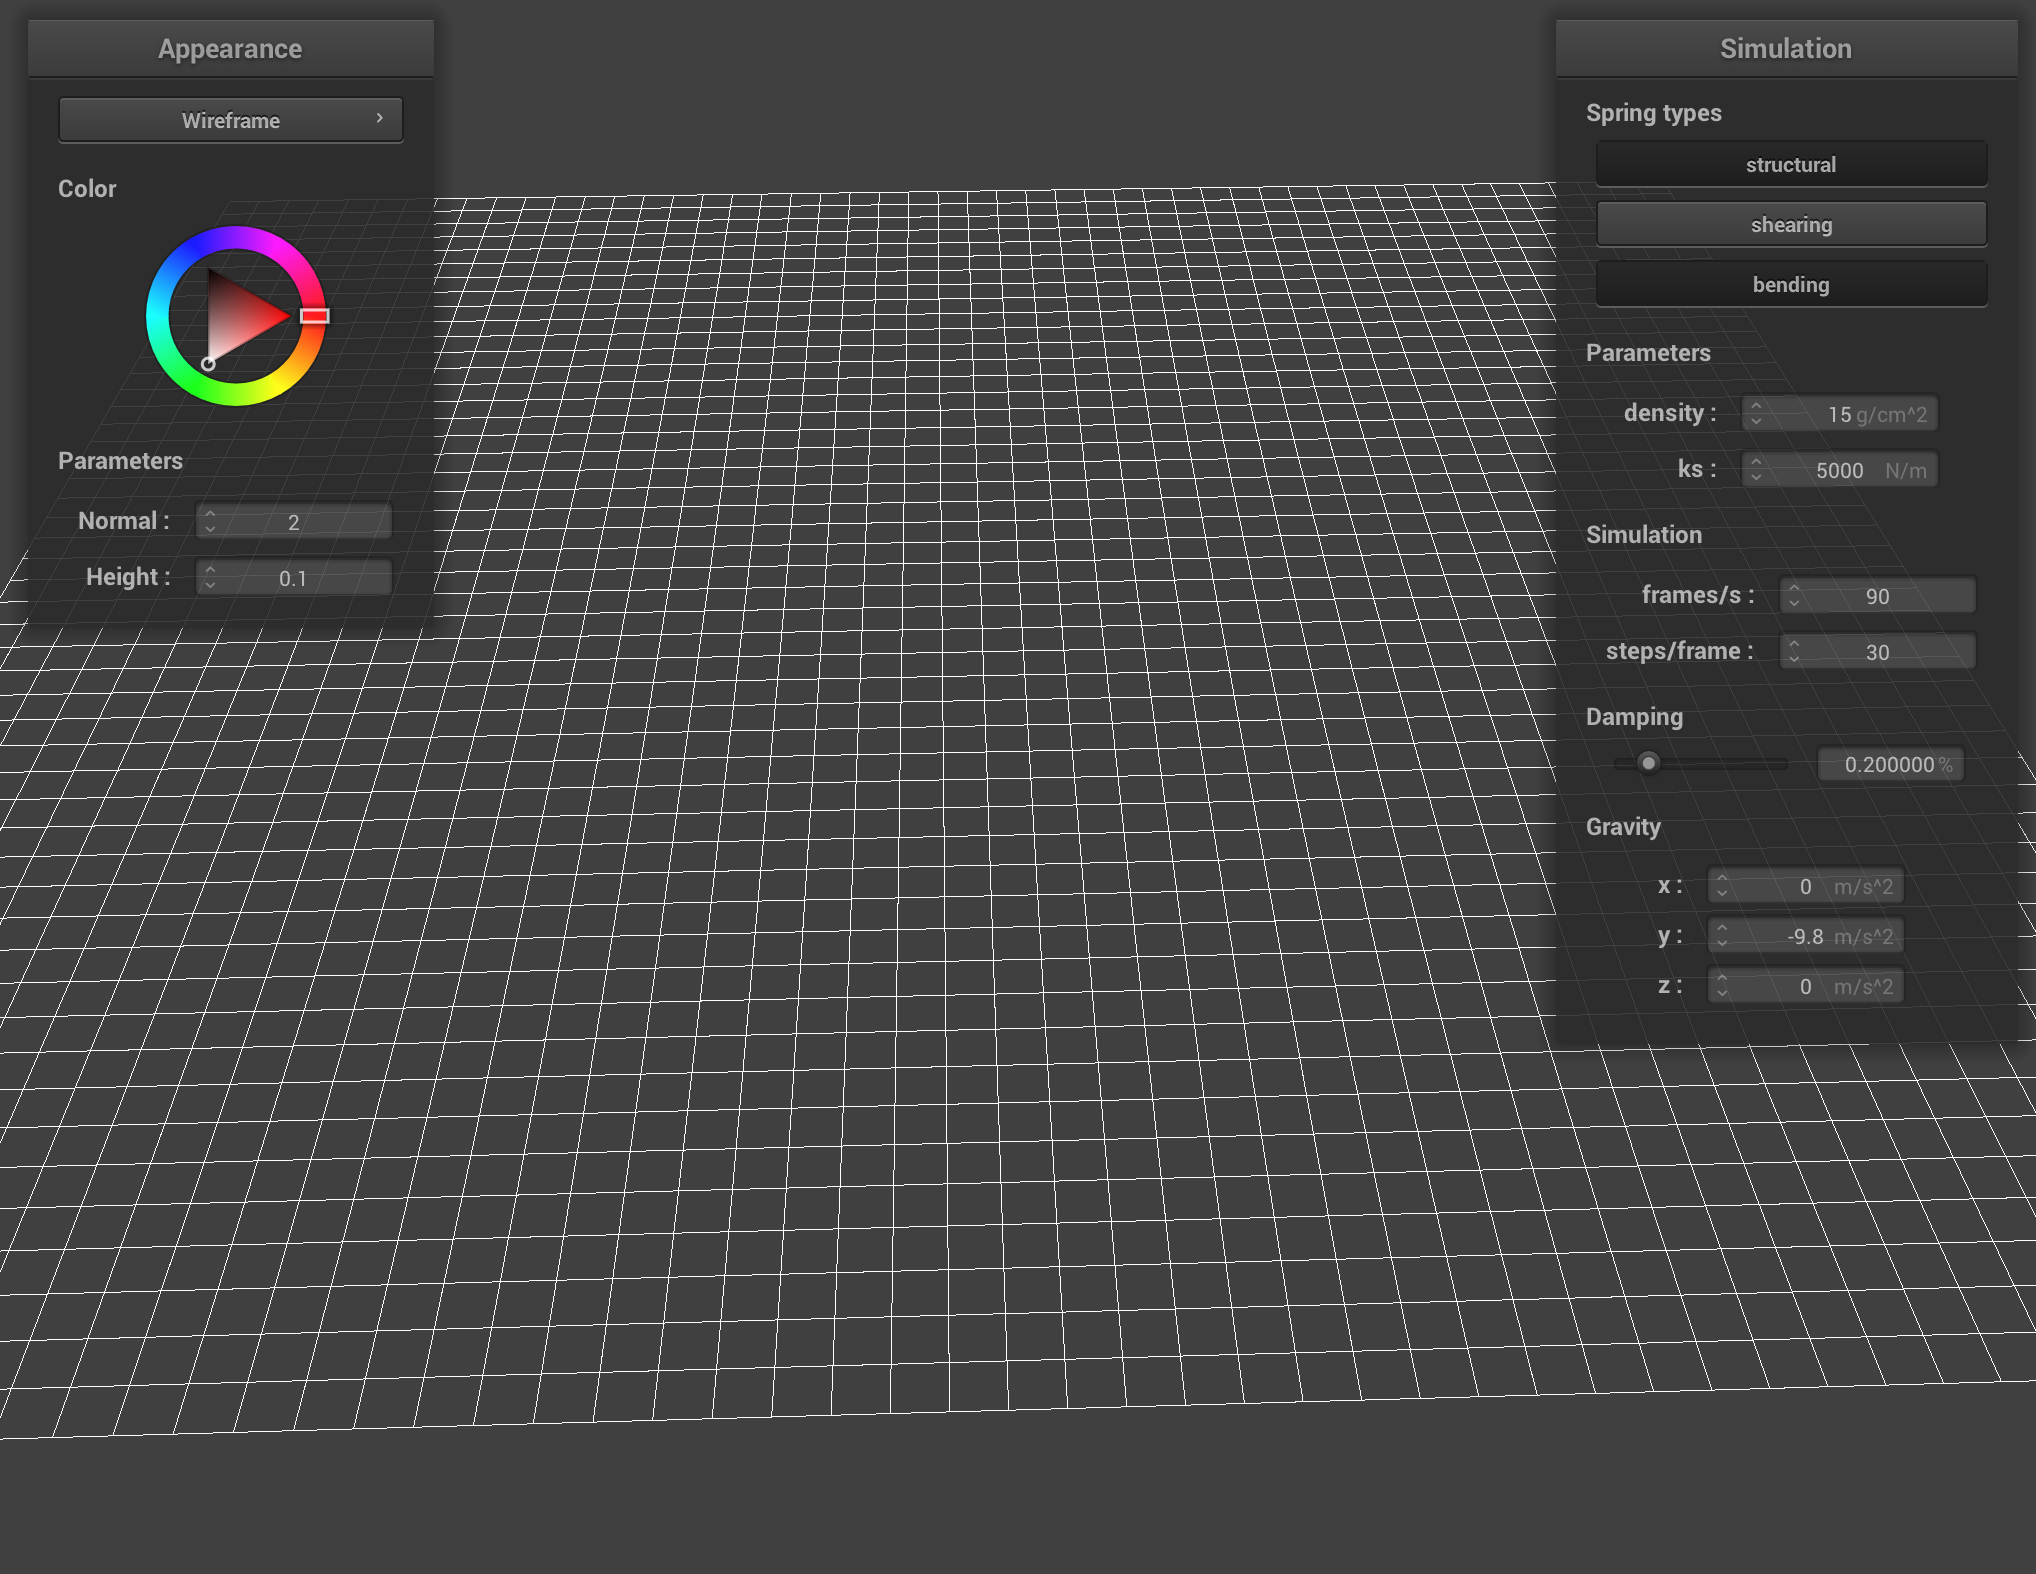 Appearance
Wireframe
Color
Parameters
Normal : 2
Height : 0.1
Simulation
Spring types
structural
shearing
bending
Parameters
density : 15 g/cm^2
ks : 5000 N/m
Simulation
frames/s : 90
steps/frame : 30
Damping
0.200000 %
Gravity
x : 0 m/s^2
y : -9.8 m/s^2
z : 0 m/s^2